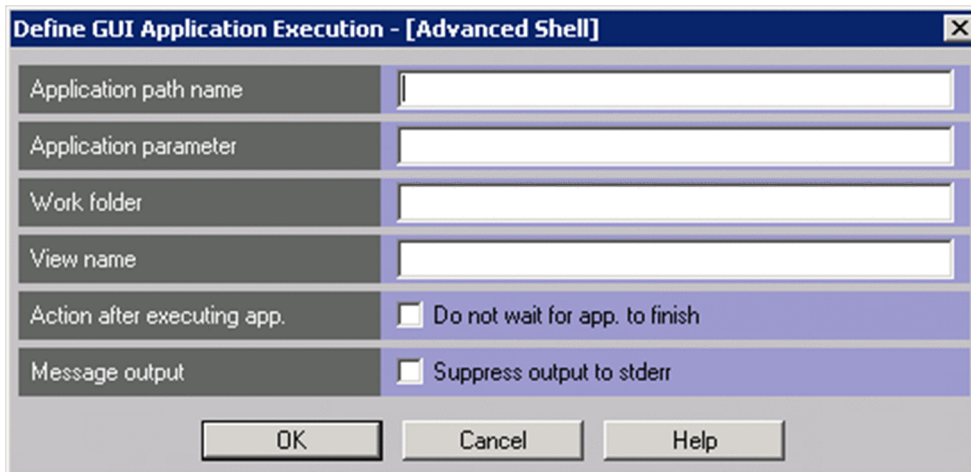 Define GUI Application Execution - [Advanced Shell]
Application path name
Application parameter
Work folder
View name
Action after executing app. Do not wait for app. to finish
Message output Suppress output to stderr
OK Cancel Help